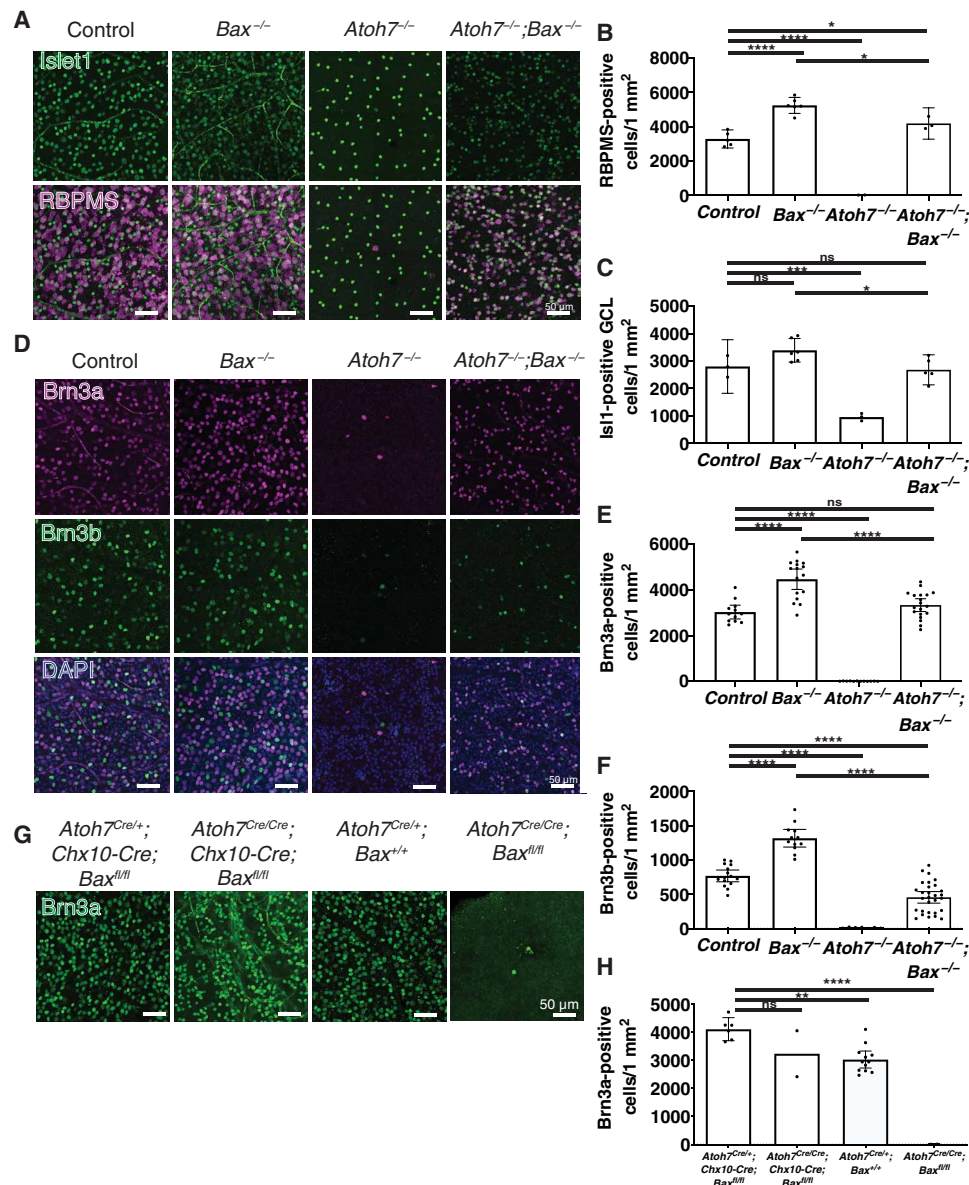 A
Control
Bax−/−
Atoh7−/−
Atoh7−/−;Bax−/−
Islet1
RBPMS
50 µm
B
RBPMS-positive
cells/1 mm2
*
****
****
*
6000
4000
2000
0
Control
Bax−/−
Atoh7−/−
Atoh7−/−;
Bax−/−
C
Isl1-positive GCL
cells/1 mm2
ns
***
ns
*
5000
4000
3000
2000
1000
0
Control
Bax−/−
Atoh7−/−
Atoh7−/−;
Bax−/−
D
Control
Bax−/−
Atoh7−/−
Atoh7−/−;Bax−/−
Brn3a
Brn3b
DAPI
50 µm
E
Brn3a-positive
cells/1 mm2
ns
****
****
****
6000
4000
2000
0
Control
Bax−/−
Atoh7−/−
Atoh7−/−;
Bax−/−
F
Brn3b-positive
cells/1 mm2
****
****
****
****
2000
1500
1000
500
0
Control
Bax−/−
Atoh7−/−
Atoh7−/−;
Bax−/−
G
Atoh7Cre/+;
Chx10-Cre;
Baxfl/fl
Atoh7Cre/Cre;
Chx10-Cre;
Baxfl/fl
Atoh7Cre/+;
Bax+/+
Atoh7Cre/Cre;
Baxfl/fl
Brn3a
50 µm
H
Brn3a-positive
cells/1 mm2
****
**
ns
5000
4000
3000
2000
1000
0
Atoh7Cre/+;
Chx10-Cre;
Baxfl/fl
Atoh7Cre/Cre;
Chx10-Cre;
Baxfl/fl
Atoh7Cre/+;
Bax+/+
Atoh7Cre/Cre;
Baxfl/fl